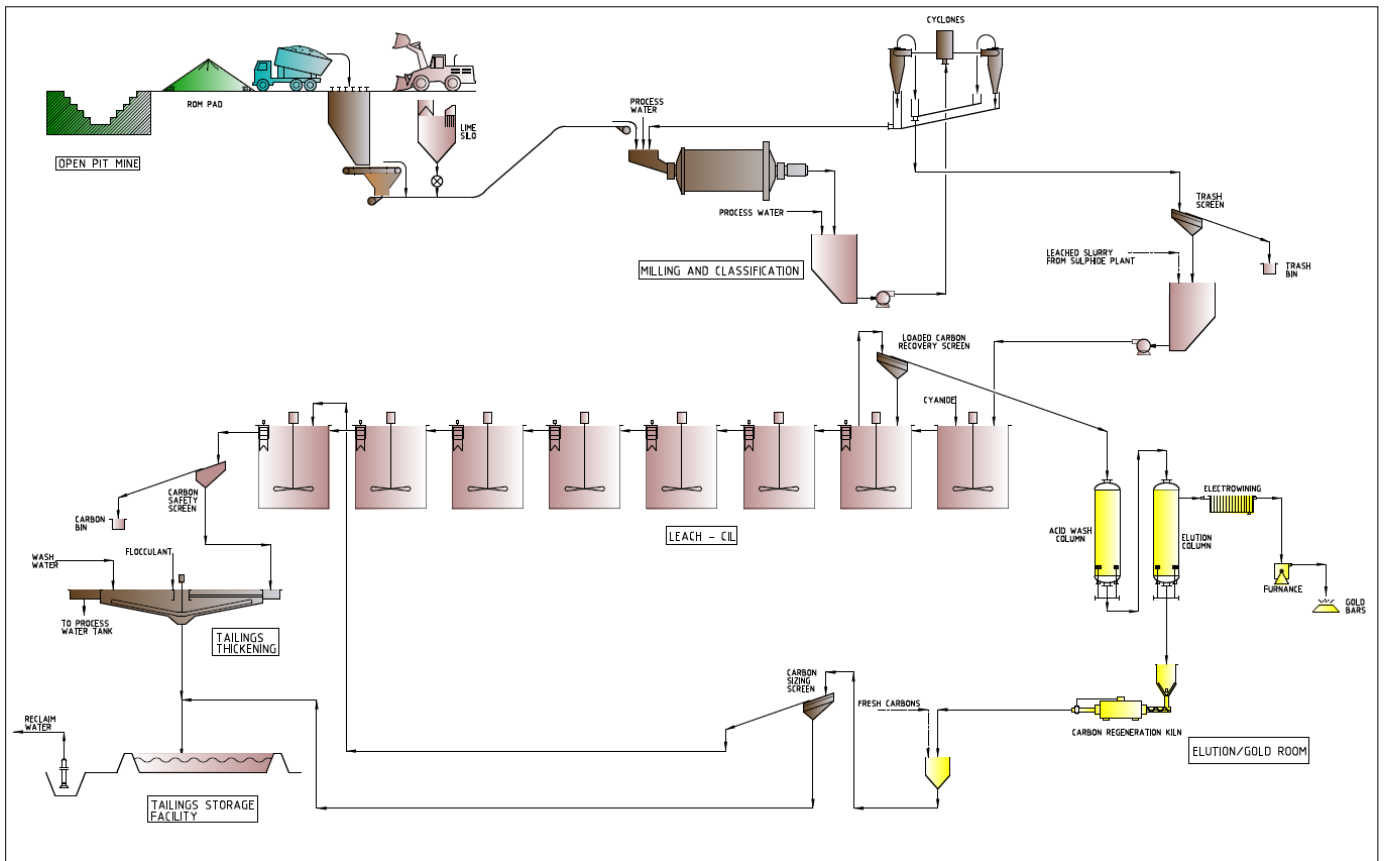 CYCLONES
ROM PAD
PROCESS
WATER
LIME
SILO
OPEN PIT MINE
TRASH
SCREEN
PROCESS WATER
LEACHED SLURRY
FROM SULPHIDE PLANT
MILLING AND CLASSIFICATION
TRASH
BIN
LOADED CARBON
RECOVERY SCREEN
CYANIDE
CARBON
SAFETY
SCREEN
CARBON
BIN
LEACH - CIL
ELECTROWINING
ACID WASH
COLUMN
ELUTION
COLUMN
WASH
WATER
FLOCCULANT
FURNANCE
GOLD
BARS
TO PROCESS
WATER TANK
TAILINGS
THICKENING
CARBON
SIZING
SCREEN
FRESH CARBONS
RECLAIM
WATER
CARBON REGENERATION KILN
ELUTION/GOLD ROOM
TAILINGS STORAGE
FACILITY